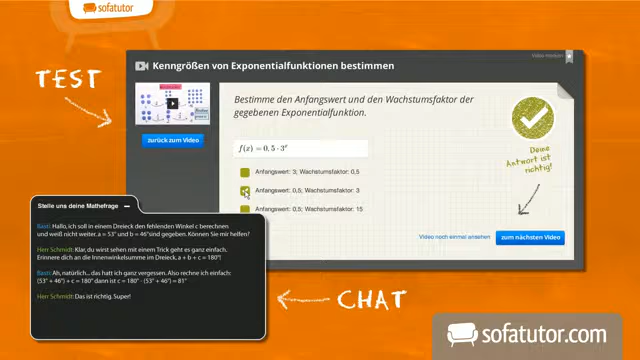 sofatutor
TEST
Video merken
Kenngrößen von Exponentialfunktionen bestimmen
Bestimme den Anfangswert und den Wachstumsfaktor der
gegebenen Exponentialfunktion.
zurück zum Video
f(x) = 0,5 · 3^x
Deine
Antwort ist
richtig!
Anfangswert: 3; Wachstumsfaktor: 0,5
Anfangswert: 0,5; Wachstumsfaktor: 3
Anfangswert: 0,5; Wachstumsfaktor: 15
Video noch einmal ansehen
zum nächsten Video
Stelle uns deine Mathefrage
Basti: Hallo, ich soll in einem Dreieck den fehlenden Winkel c berechnen
und weiß nicht weiter. a = 53° und b = 46° sind gegeben. Können Sie mir helfen?
Herr Schmidt: Klar, du wirst sehen mit einem Trick geht es ganz einfach.
Erinnere dich an die Innenwinkelsumme im Dreieck, a + b + c = 180°!
Basti: Ah, natürlich... das hatt ich ganz vergessen. Also rechne ich einfach:
(53° + 46°) + c = 180° dann ist c = 180° - (53° + 46°) = 81°
Herr Schmidt: Das ist richtig. Super!
CHAT
sofatutor.com